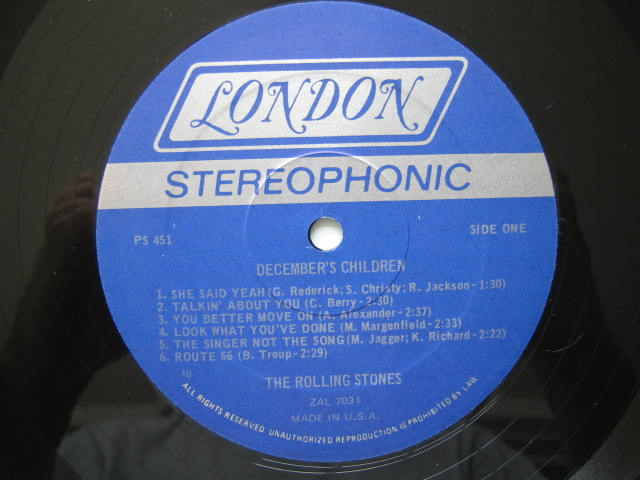 LONDON
STEREOPHONIC
PS 451
SIDE ONE
DECEMBER'S CHILDREN
1. SHE SAID YEAH (G. Rederick; S. Christy; R. Jackson - 1:30)
2. TALKIN' ABOUT YOU (C. Berry - 2:30)
3. YOU BETTER MOVE ON (A. Alexander - 2:37)
4. LOOK WHAT YOU'VE DONE (M. Margenfield - 2:33)
5. THE SINGER NOT THE SONG (M. Jagger; K. Richard - 2:22)
6. ROUTE 66 (B. Troup - 2:29)
18
THE ROLLING STONES
ZAL 7031
MADE IN U.S.A.
ALL RIGHTS RESERVED UNAUTHORIZED REPRODUCTION IS PROHIBITED BY LAW